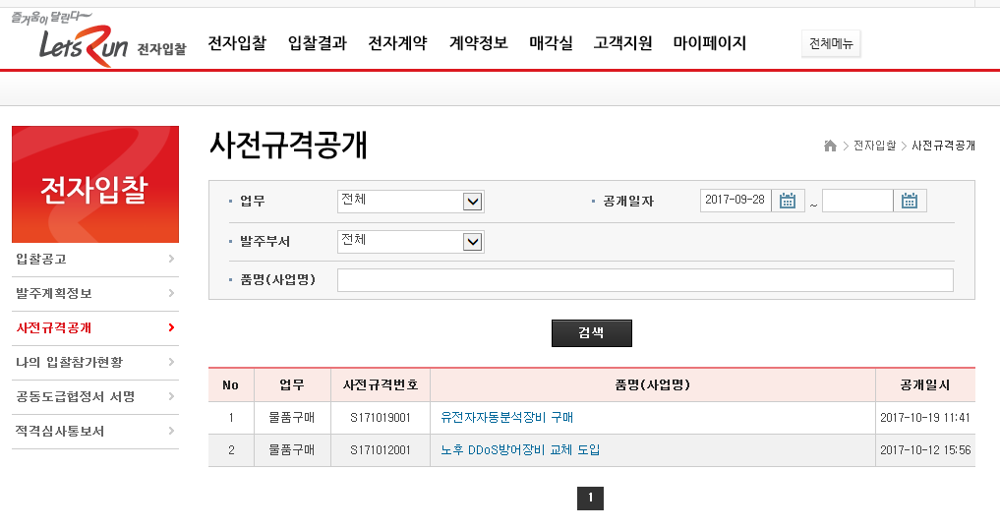 즐거움이 달린다~
Let's Run 전자입찰
전자입찰 입찰결과 전자계약 계약정보 매각실 고객지원 마이페이지 전체메뉴
전자입찰
입찰공고
발주계획정보
사전규격공개
나의 입찰참가현황
공동도급협정서 서명
적격심사통보서
사전규격공개
전자입찰 > 사전규격공개
업무 전체 공개일자 2017-09-28 ~
발주부서 전체
품명(사업명)
검색
No 업무 사전규격번호 품명(사업명) 공개일시
1 물품구매 S171019001 유전자자동분석장비 구매 2017-10-19 11:41
2 물품구매 S171012001 노후 DDoS방어장비 교체 도입 2017-10-12 15:56
1